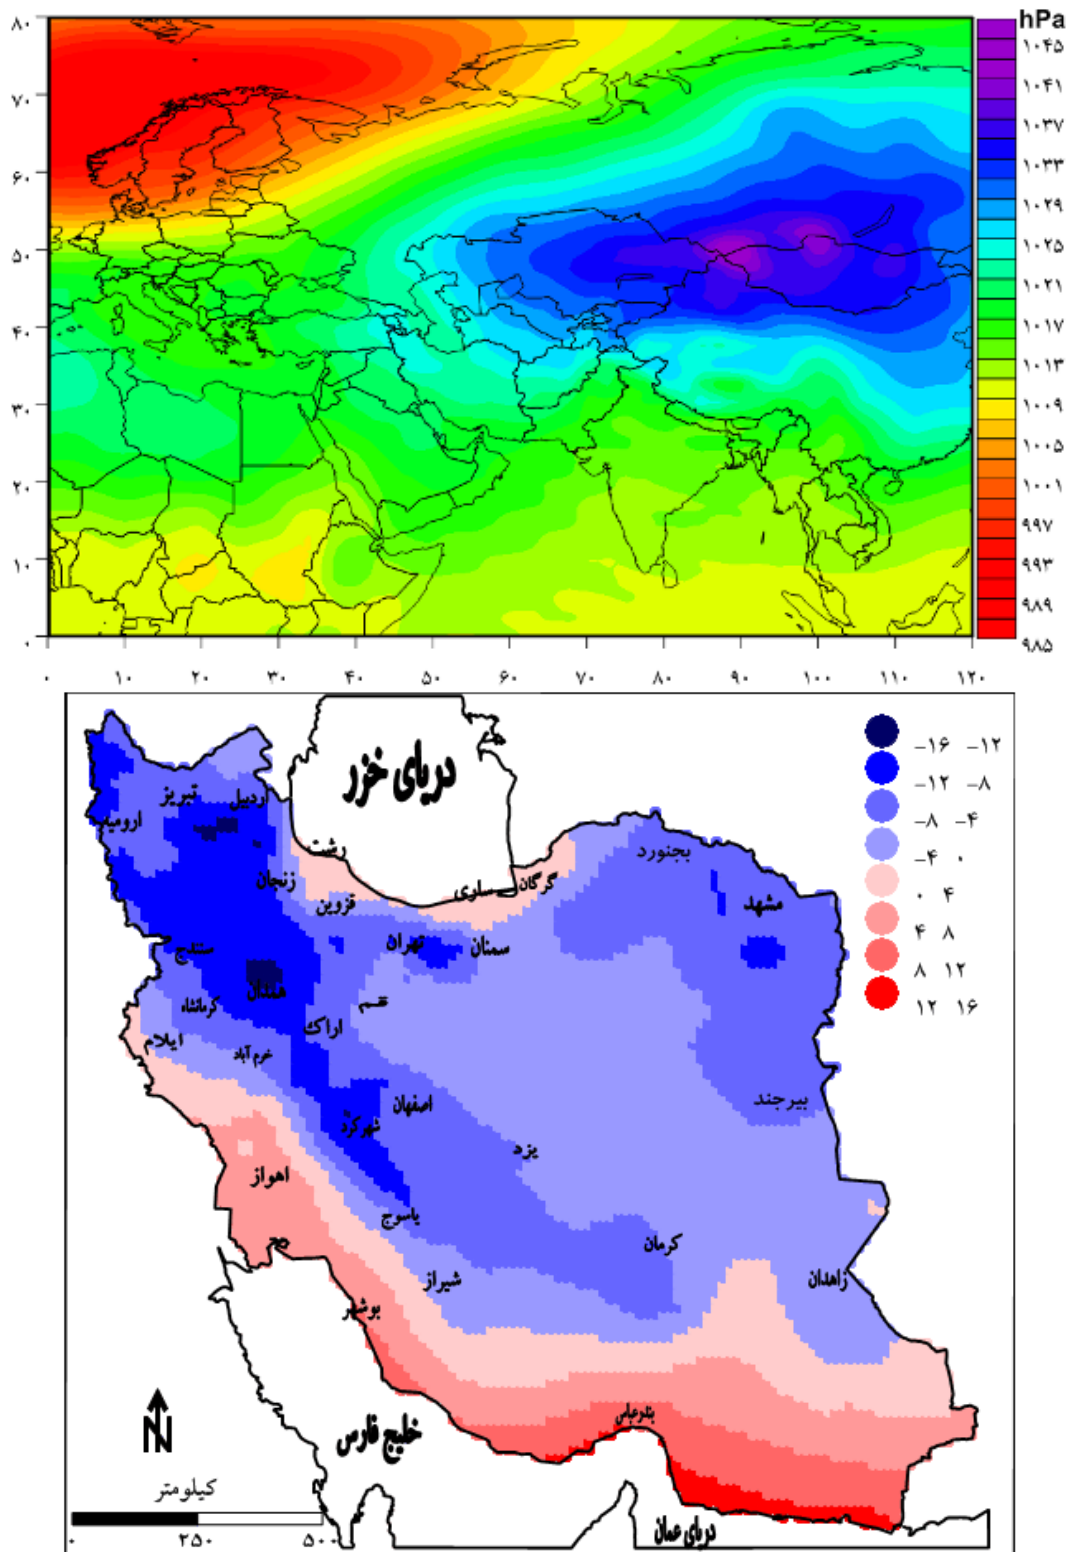 hPa
۱۰۴۵
۱۰۴۱
۱۰۳۷
۱۰۳۳
۱۰۲۹
۱۰۲۵
۱۰۲۱
۱۰۱۷
۱۰۱۳
۱۰۰۹
۱۰۰۵
۱۰۰۱
۹۹۷
۹۹۳
۹۸۹
۹۸۵
۸۰
۷۰
۶۰
۵۰
۴۰
۳۰
۲۰
۱۰
۰
۰ ۱۰ ۲۰ ۳۰ ۴۰ ۵۰ ۶۰ ۷۰ ۸۰ ۹۰ ۱۰۰ ۱۱۰ ۱۲۰
دریای خزر
-۱۶ -۱۲
-۱۲ -۸
-۸ -۴
-۴ ۰
۰ ۴
۴ ۸
۸ ۱۲
۱۲ ۱۶
تبریز
اردبیل
ارومیه
رشت
بجنورد
زنجان
قزوین
ساری
گرگان
مشهد
سنندج
تهران
سمنان
همدان
کرمانشاه
قم
اراک
ایلام
خرم آباد
اصفهان
شهرکرد
بیرجند
یزد
اهواز
یاسوج
کرمان
شیراز
زاهدان
بوشهر
بندرعباس
خلیج فارس
دریای عمان
N
کیلومتر
۰ ۲۵۰ ۵۰۰